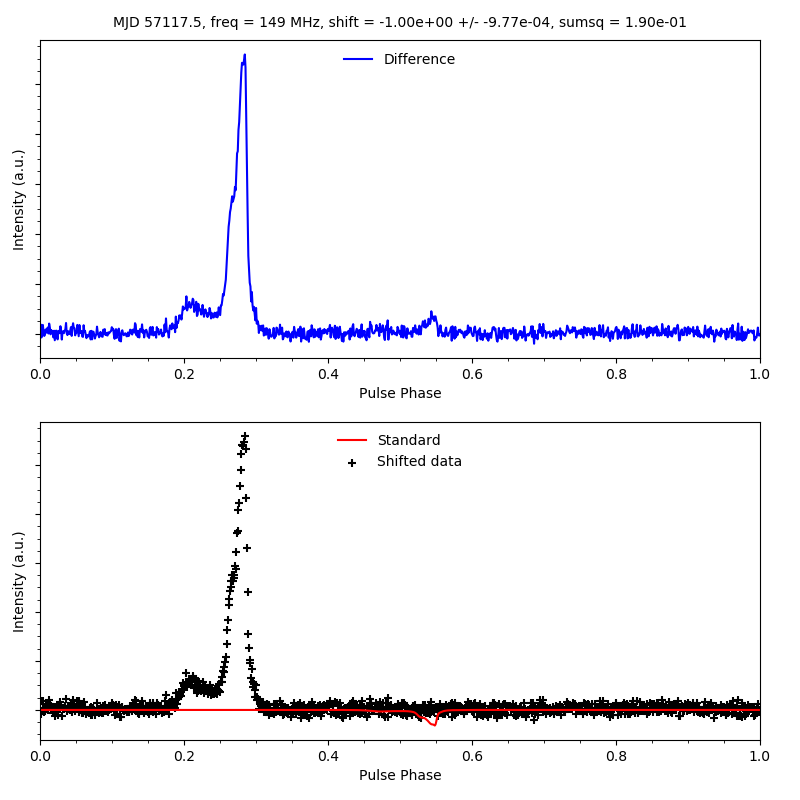 MJD 57117.5, freq = 149 MHz, shift = -1.00e+00 +/- -9.77e-04, sumsq = 1.90e-01
Difference
Intensity (a.u.)
0.0 0.2 0.4 0.6 0.8 1.0
Pulse Phase
Standard
Shifted data
Intensity (a.u.)
0.0 0.2 0.4 0.6 0.8 1.0
Pulse Phase